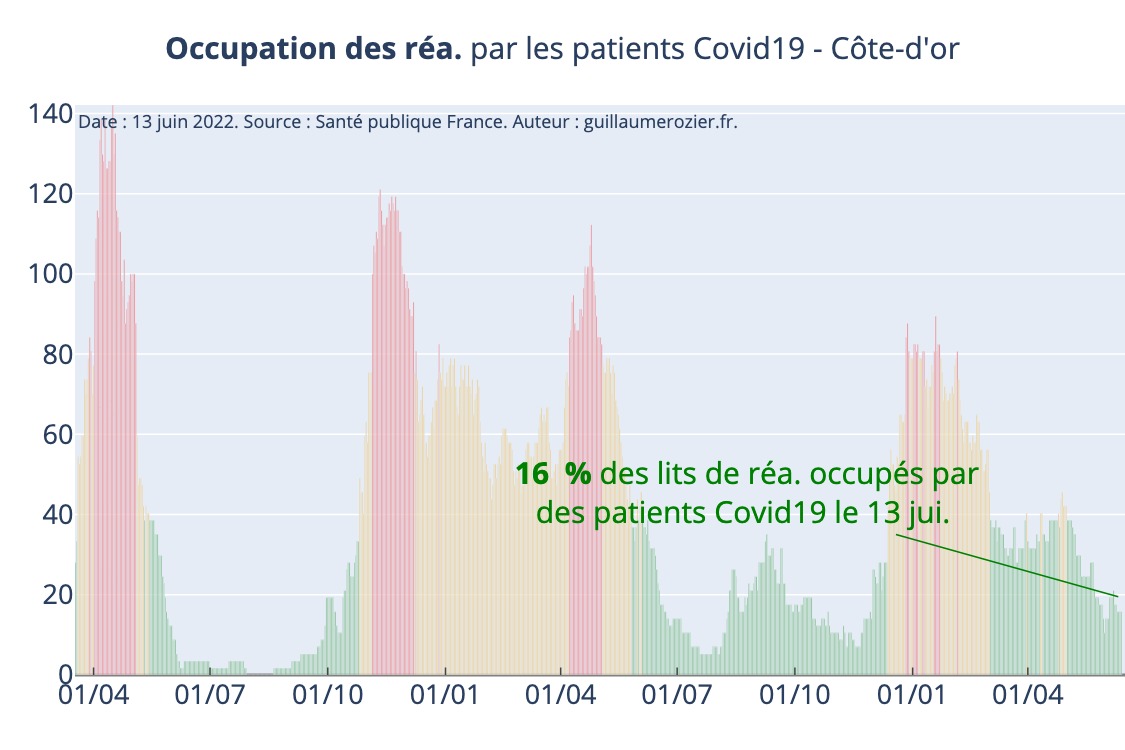 Occupation des réa. par les patients Covid19 - Côte-d'or
Date : 13 juin 2022. Source : Santé publique France. Auteur : guillaumerozier.fr.
140
120
100
80
60
40
20
0
16 % des lits de réa. occupés par
des patients Covid19 le 13 jui.
01/04 01/07 01/10 01/01 01/04 01/07 01/10 01/01 01/04